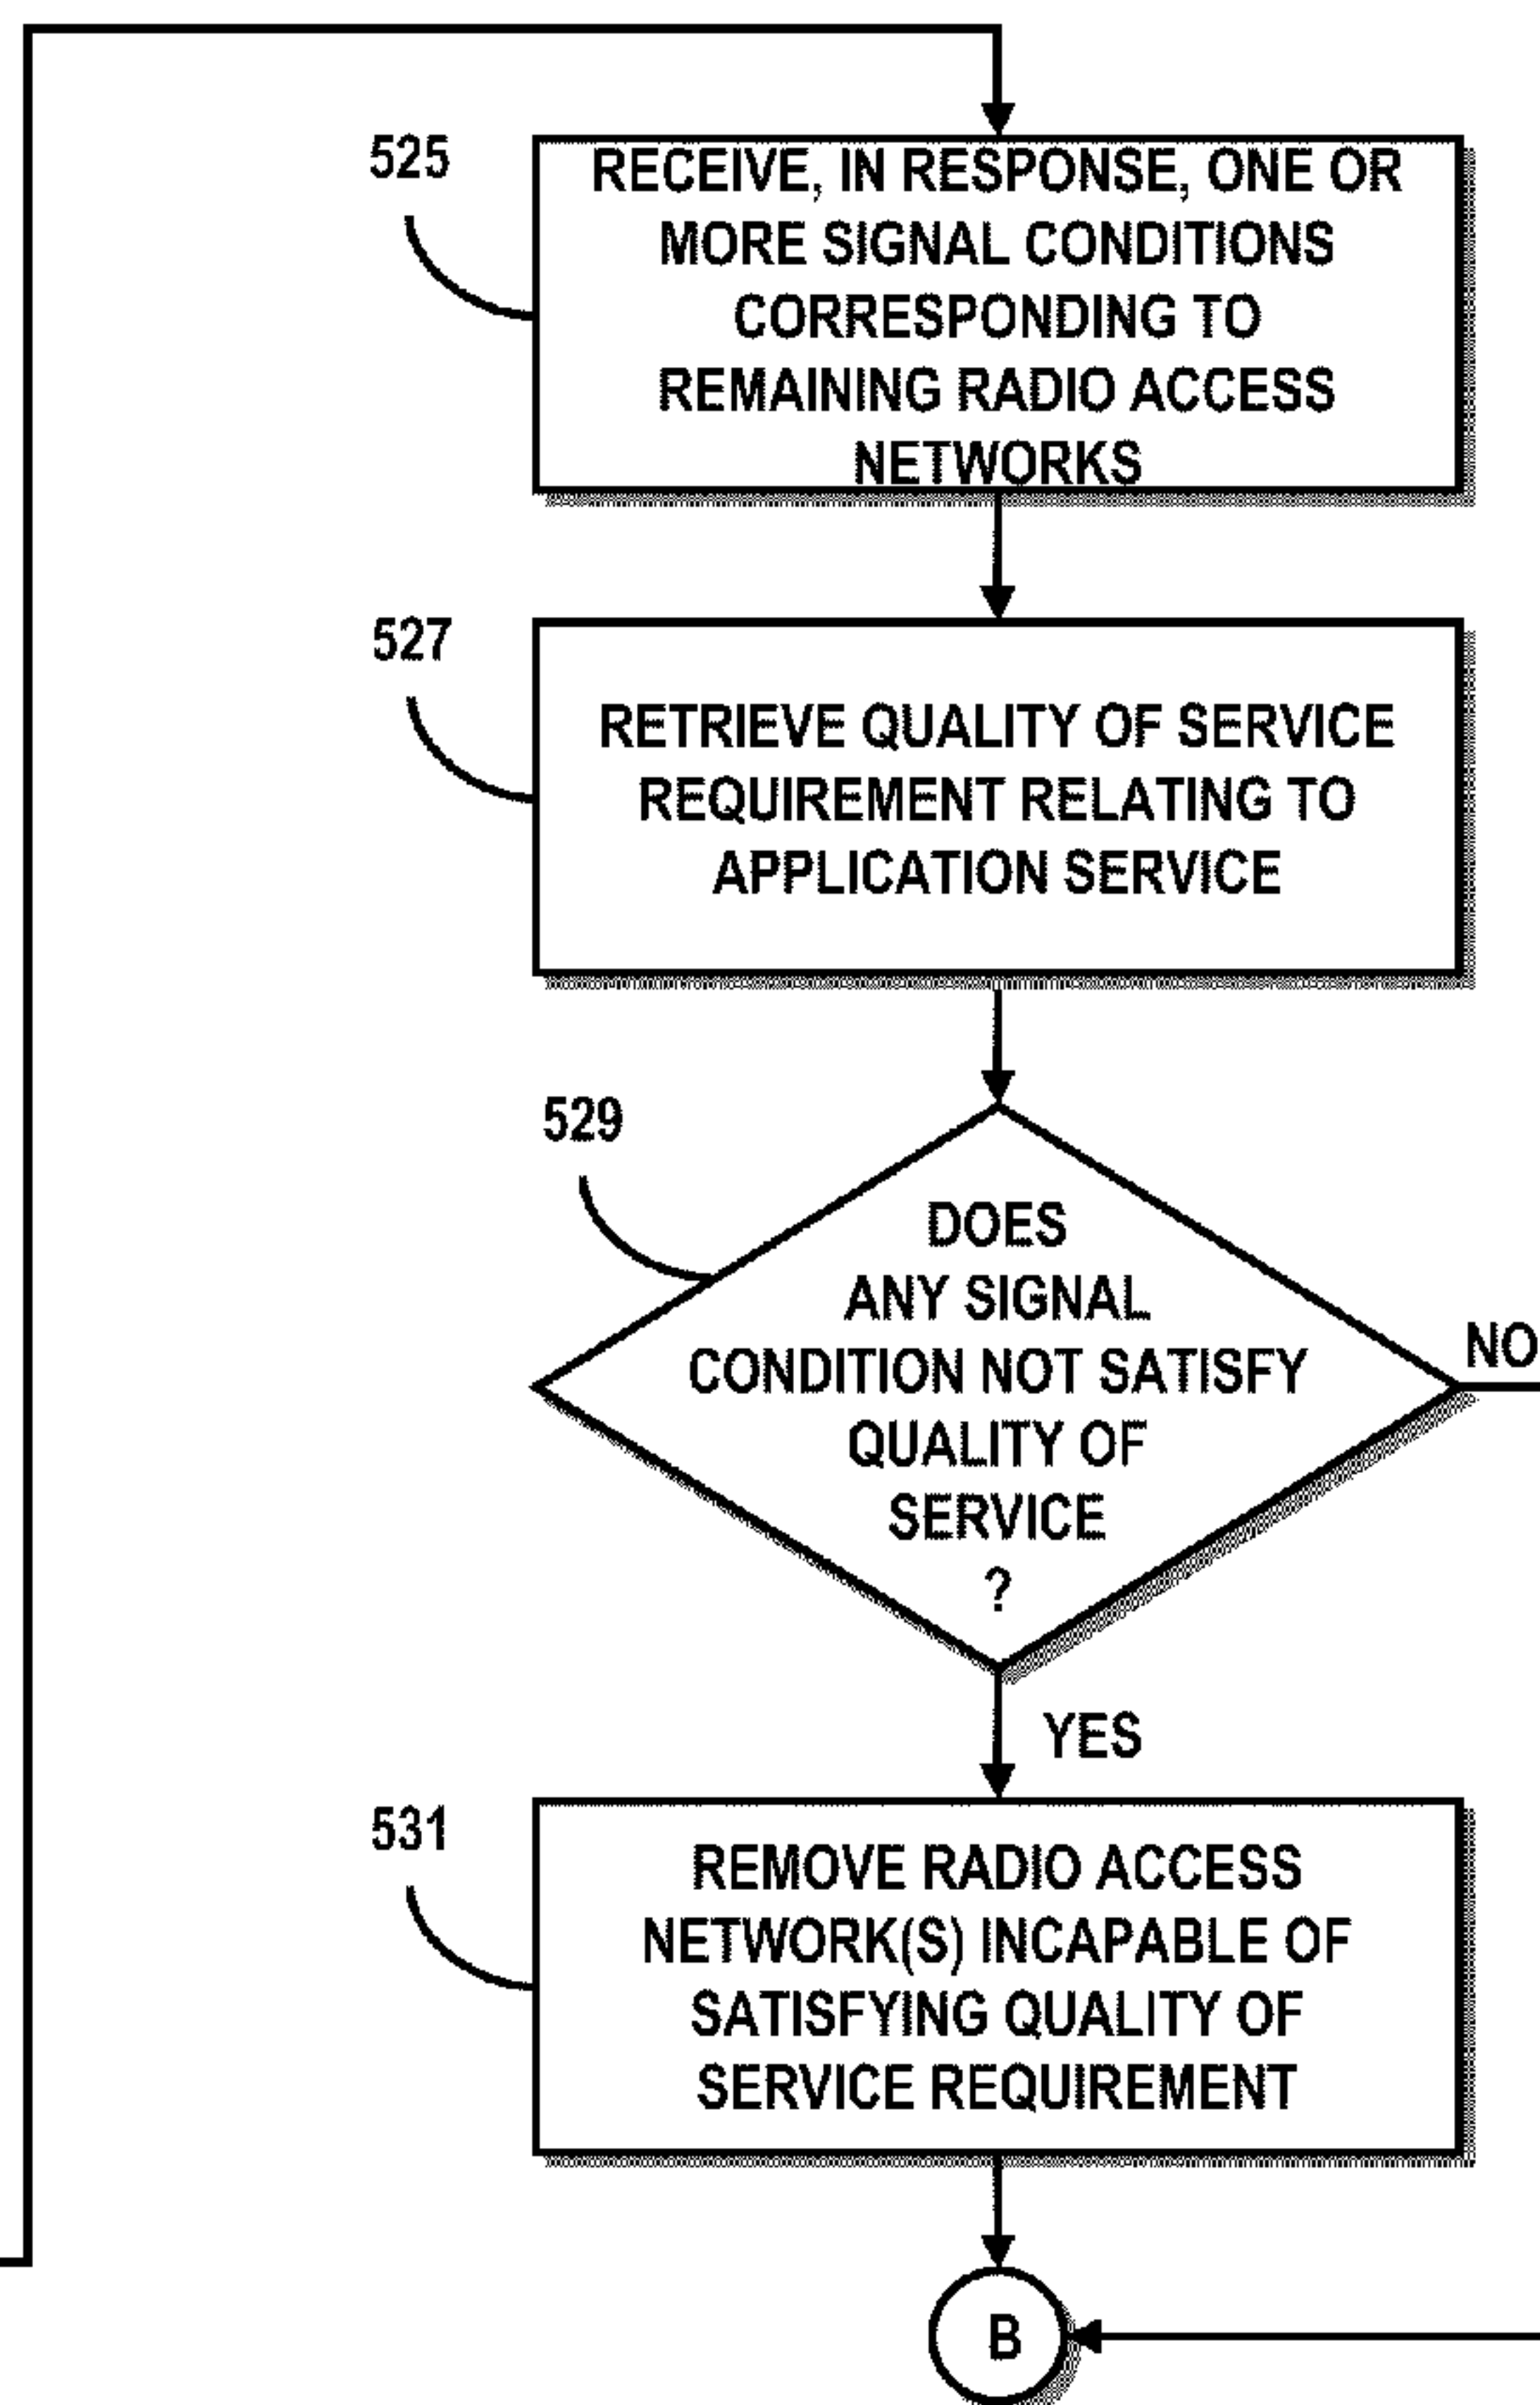 525
RECEIVE, IN RESPONSE, ONE OR
MORE SIGNAL CONDITIONS
CORRESPONDING TO
REMAINING RADIO ACCESS
NETWORKS
527
RETRIEVE QUALITY OF SERVICE
REQUIREMENT RELATING TO
APPLICATION SERVICE
529
DOES
ANY SIGNAL
CONDITION NOT SATISFY
QUALITY OF
SERVICE
?
NO
YES
531
REMOVE RADIO ACCESS
NETWORK(S) INCAPABLE OF
SATISFYING QUALITY OF
SERVICE REQUIREMENT
B